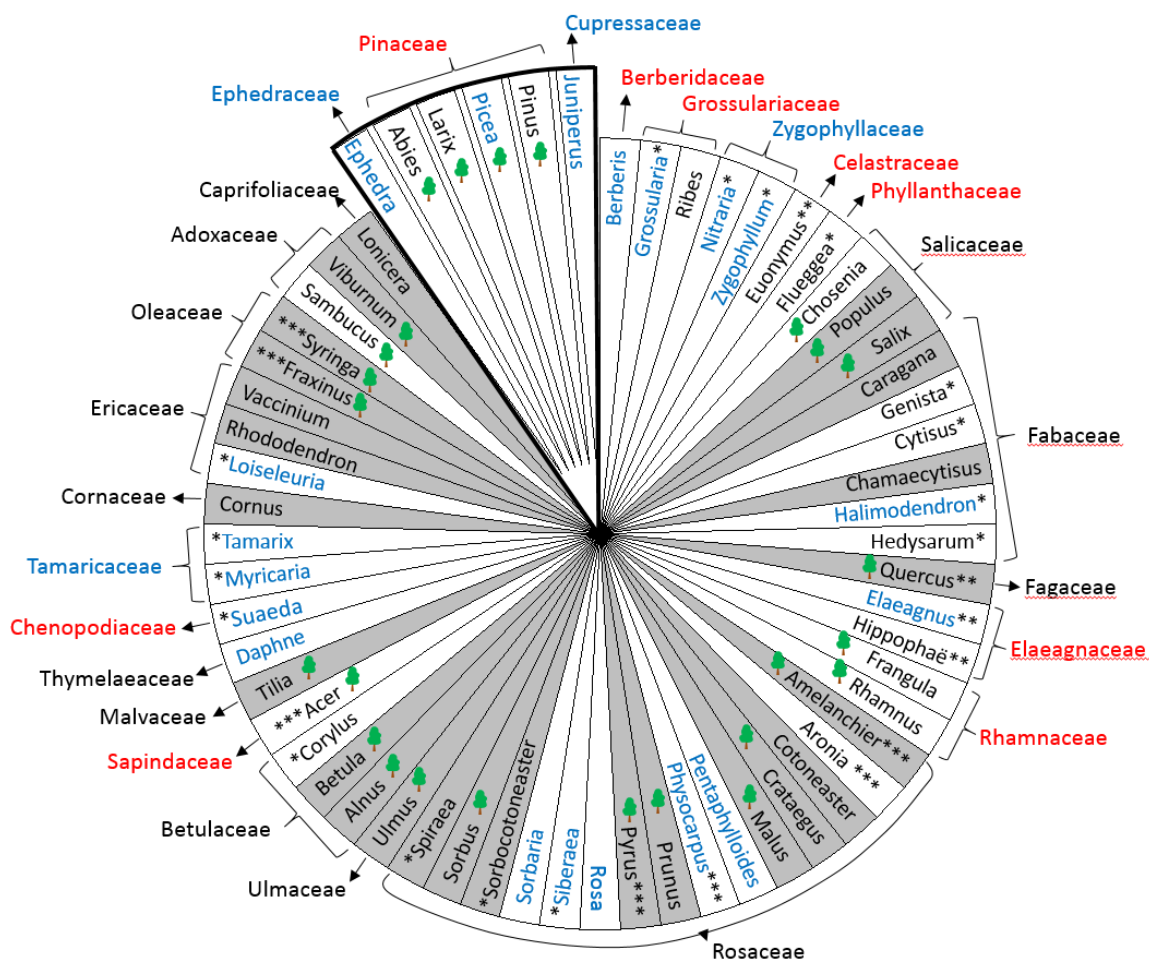 Cupressaceae
Pinaceae
Ephedraceae
Berberidaceae
Grossulariaceae
Zygophyllaceae
Celastraceae
Phyllanthaceae
Salicaceae
Fabaceae
Fagaceae
Elaeagnaceae
Rhamnaceae
Rosaceae
Ulmaceae
Betulaceae
Sapindaceae
Malvaceae
Thymelaeaceae
Chenopodiaceae
Tamaricaceae
Cornaceae
Ericaceae
Oleaceae
Adoxaceae
Caprifoliaceae
Ephedra
Abies
Larix
Picea
Pinus
Juniperus
Berberis
Grossularia*
Ribes
Nitraria*
Zygophyllum*
Euonymus**
Flueggea*
Chosenia
Populus
Salix
Caragana
Genista*
Cytisus*
Chamaecytisus
Halimodendron*
Hedysarum*
Quercus**
Elaeagnus**
Hippophaë**
Frangula
Rhamnus
Amelanchier***
Aronia ***
Cotoneaster
Crataegus
Malus
Pentaphylloides
Physocarpus***
Prunus
Pyrus***
Rosa
*Siberaea
Sorbaria
*Sorbocotoneaster
Sorbus
*Spiraea
Ulmus
Alnus
Betula
*Corylus
***Acer
Tilia
Daphne
*Suaeda
*Myricaria
*Tamarix
Cornus
*Loiseleuria
Rhododendron
Vaccinium
***Fraxinus
***Syringa
Sambucus
Viburnum
Lonicera